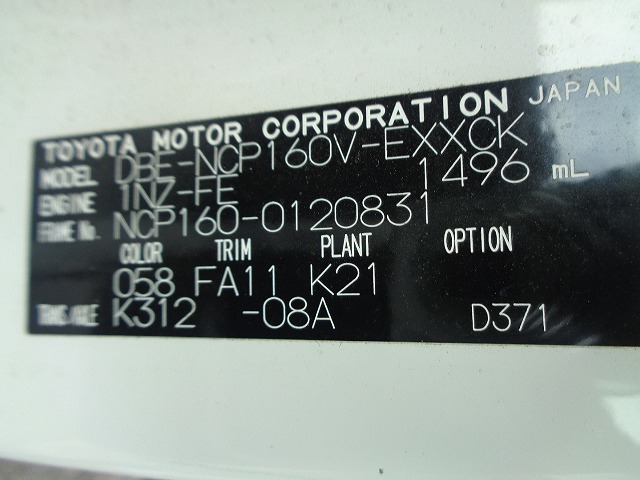 TOYOTA MOTOR CORPORATION JAPAN
MODEL DBE-NCP160V-EXXCK
ENGINE 1NZ-FE 1496 mL
FRAME No. NCP160-0120831
COLOR TRIM PLANT OPTION
058 FA11 K21
TRANS/AXLE K312 -08A D371